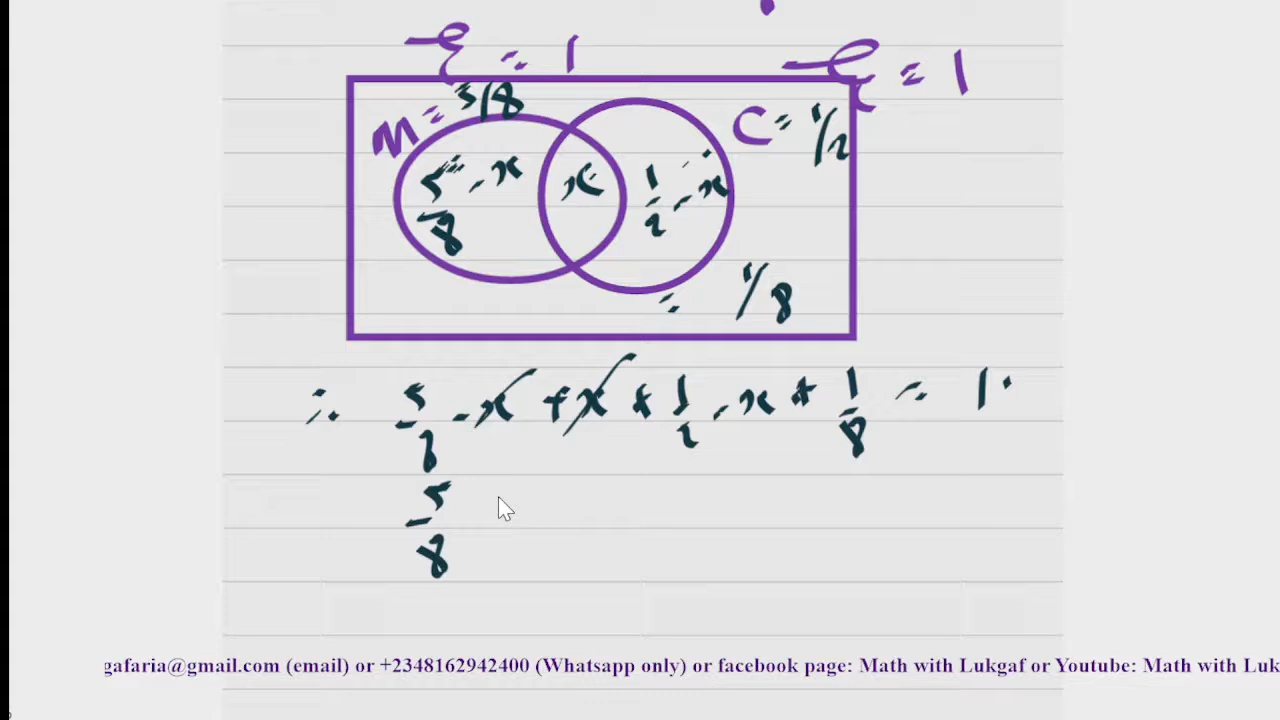 ξ = 1
ξ = 1
M = 5/8
C = 1/2
5/8 - x
x
1/2 - x
= 1/8
∴ 5/8 - x + x + 1/2 - x + 1/8 = 1.
5/8
gafaria@gmail.com (email) or +2348162942400 (Whatsapp only) or facebook page: Math with Lukgaf or Youtube: Math with Luk